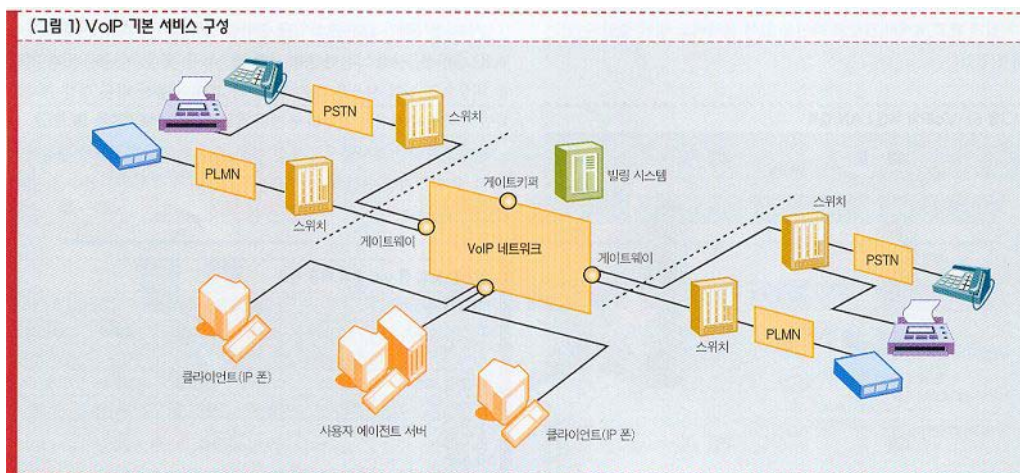 (그림 1) VoIP 기본 서비스 구성
PSTN
스위치
PLMN
스위치
게이트키퍼
빌링 시스템
게이트웨이
VoIP 네트워크
게이트웨이
스위치
PSTN
스위치
PLMN
클라이언트(IP 폰)
사용자 에이전트 서버
클라이언트(IP 폰)